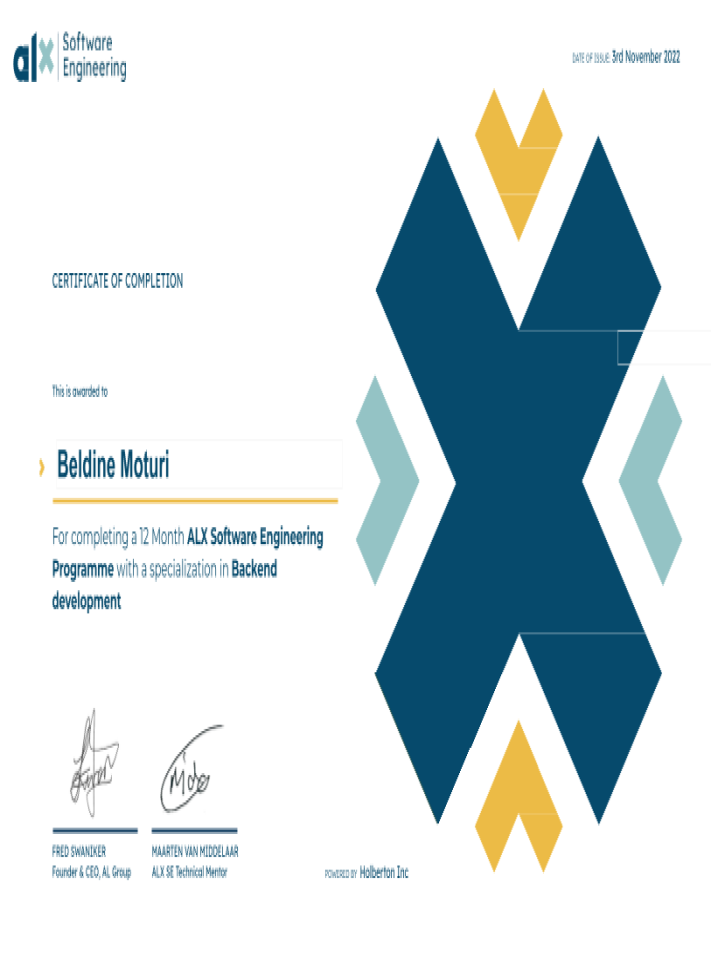 alx Software
Engineering
DATE OF ISSUE: 3rd November 2022
CERTIFICATE OF COMPLETION
This is awarded to
Beldine Moturi
For completing a 12 Month ALX Software Engineering
Programme with a specialization in Backend
development
FRED SWANIKER
Founder & CEO, AL Group
MAARTEN VAN MIDDELAAR
ALX SE Technical Mentor
POWERED BY Holberton Inc